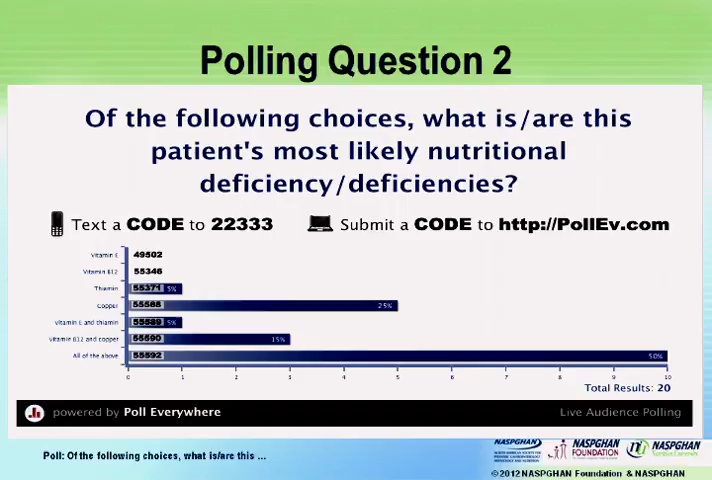 Polling Question 2
Of the following choices, what is/are this
patient's most likely nutritional
deficiency/deficiencies?
Text a CODE to 22333 Submit a CODE to http://PollEv.com
Vitamin E 49502
Vitamin B12 55346
Thiamin 55371 5%
Copper 55588 25%
Vitamin E and thiamin 55589 5%
Vitamin B12 and copper 55590 15%
All of the above 55592 50%
0 1 2 3 4 5 6 7 8 9 10
Total Results: 20
powered by Poll Everywhere Live Audience Polling
Poll: Of the following choices, what is/are this ...
NASPGHAN NASPGHAN FOUNDATION NASPGHAN
©2012 NASPGHAN Foundation & NASPGHAN